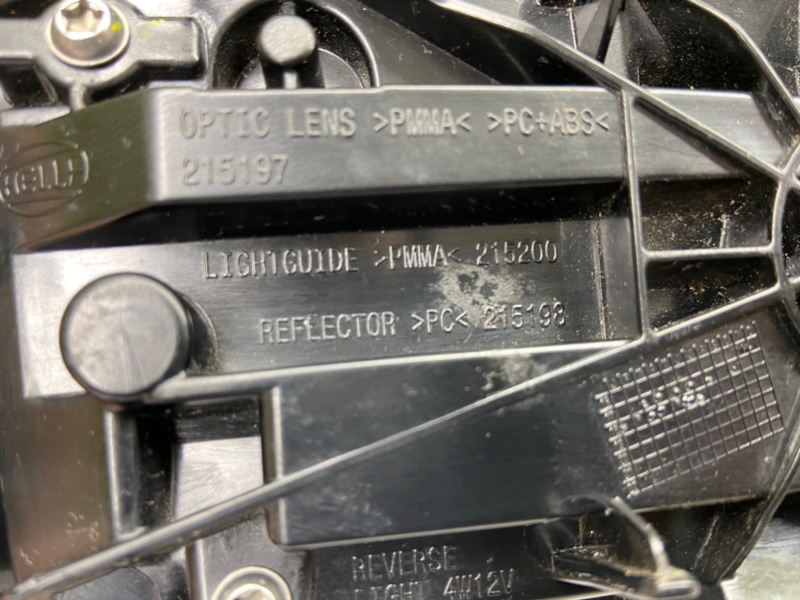 OPTIC LENS >PMMA< >PC+ABS<
215197
HELLA
LIGHTGUIDE >PMMA< 215200
REFLECTOR >PC< 215198
REVERSE
LIGHT 4W12V